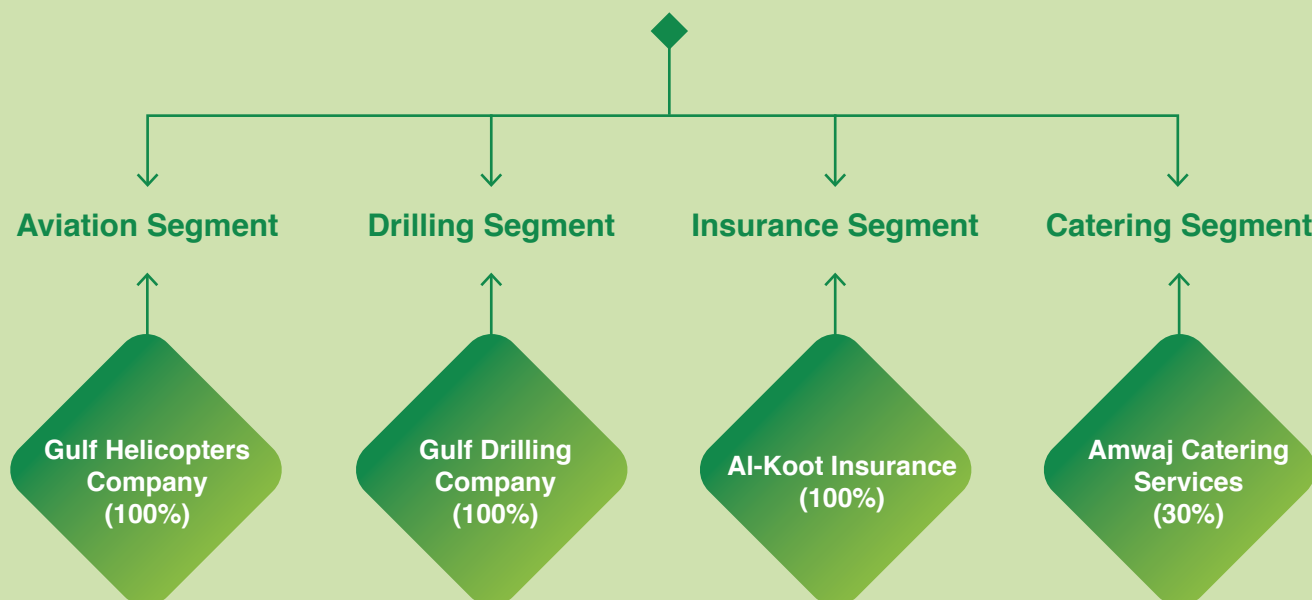 Aviation Segment
Drilling Segment
Insurance Segment
Catering Segment
Gulf Helicopters
Company
(100%)
Gulf Drilling
Company
(100%)
Al-Koot Insurance
(100%)
Amwaj Catering
Services
(30%)